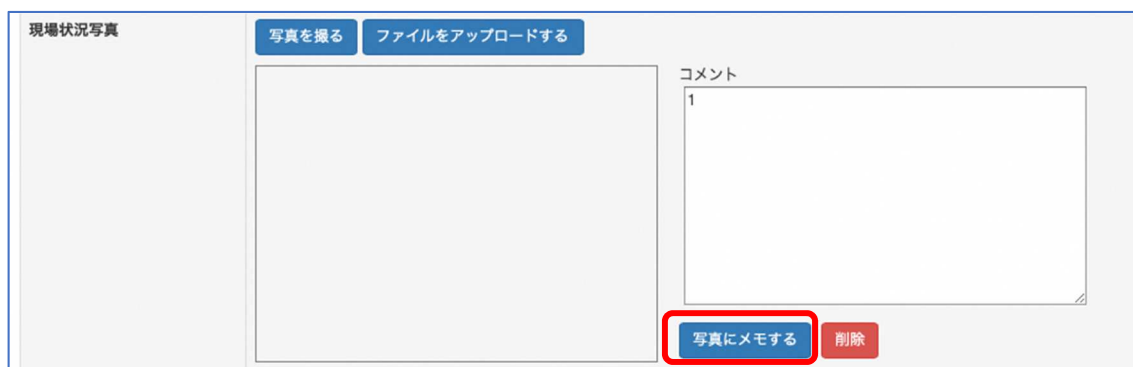 現場状況写真
写真を撮る
ファイルをアップロードする
コメント
1
写真にメモする
削除